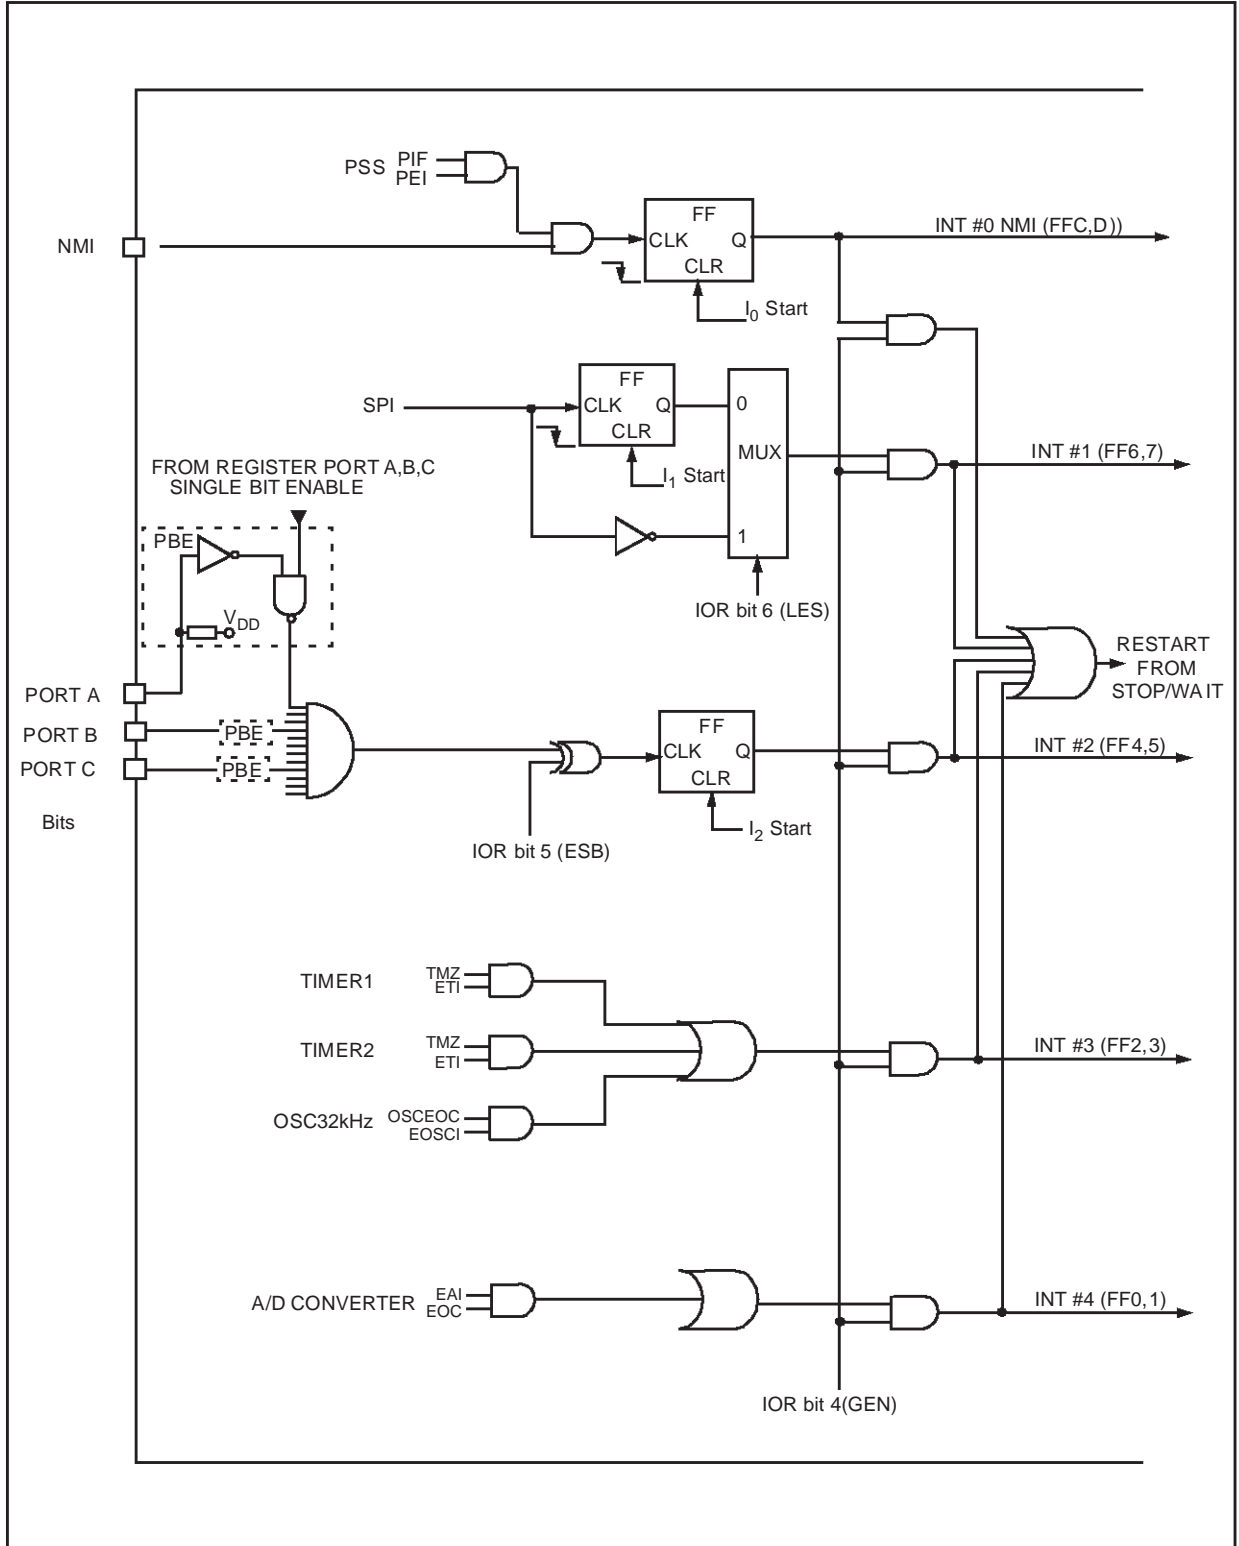 PSS PIF
PEI
NMI
FF
CLK Q
CLR
I0 Start
INT #0 NMI (FFC,D))
SPI
FF
CLK Q
CLR
I1 Start
0
MUX
1
IOR bit 6 (LES)
INT #1 (FF6,7)
FROM REGISTER PORT A,B,C
SINGLE BIT ENABLE
PBE
VDD
PORT A
PORT B
PBE
PORT C
PBE
Bits
IOR bit 5 (ESB)
FF
CLK Q
CLR
I2 Start
INT #2 (FF4,5)
RESTART
FROM
STOP/WAIT
TIMER1
TMZ
ETI
TIMER2
TMZ
ETI
OSC32kHz
OSCEOC
EOSCI
INT #3 (FF2,3)
A/D CONVERTER
EAI
EOC
INT #4 (FF0,1)
IOR bit 4(GEN)